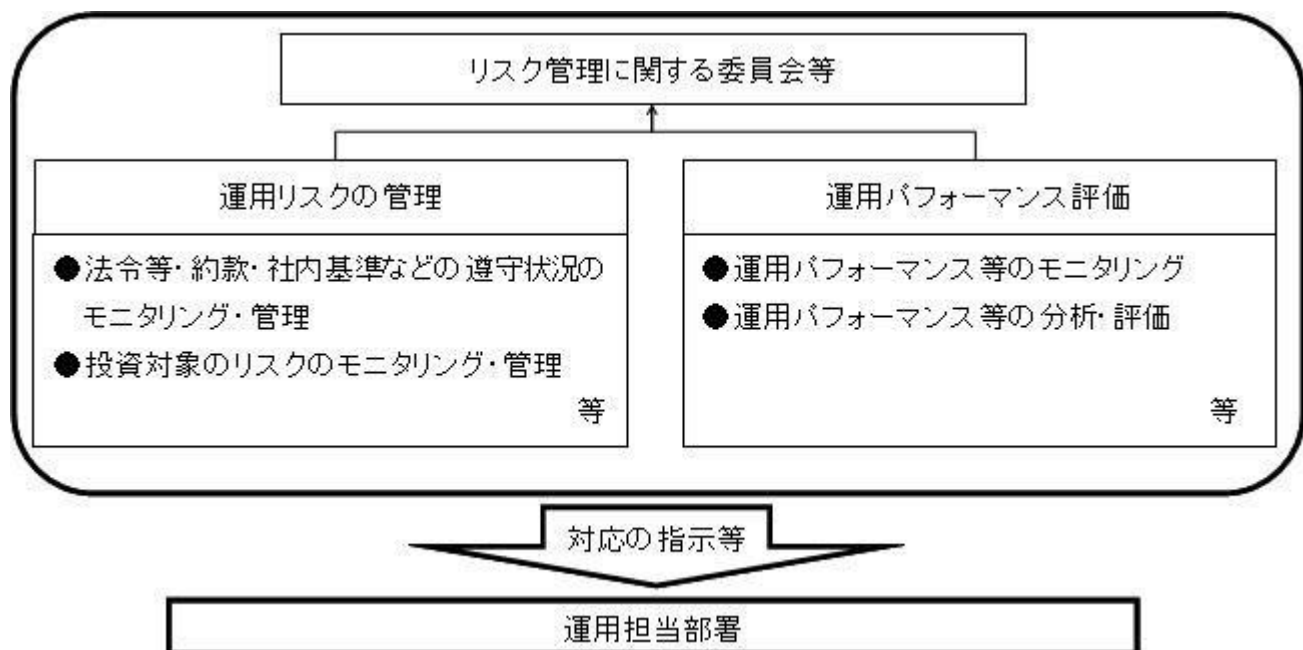 リスク管理に関する委員会等
運用リスクの管理
●法令等・約款・社内基準などの遵守状況の
モニタリング・管理
●投資対象のリスクのモニタリング・管理
等
運用パフォーマンス評価
●運用パフォーマンス等のモニタリング
●運用パフォーマンス等の分析・評価
等
対応の指示等
運用担当部署